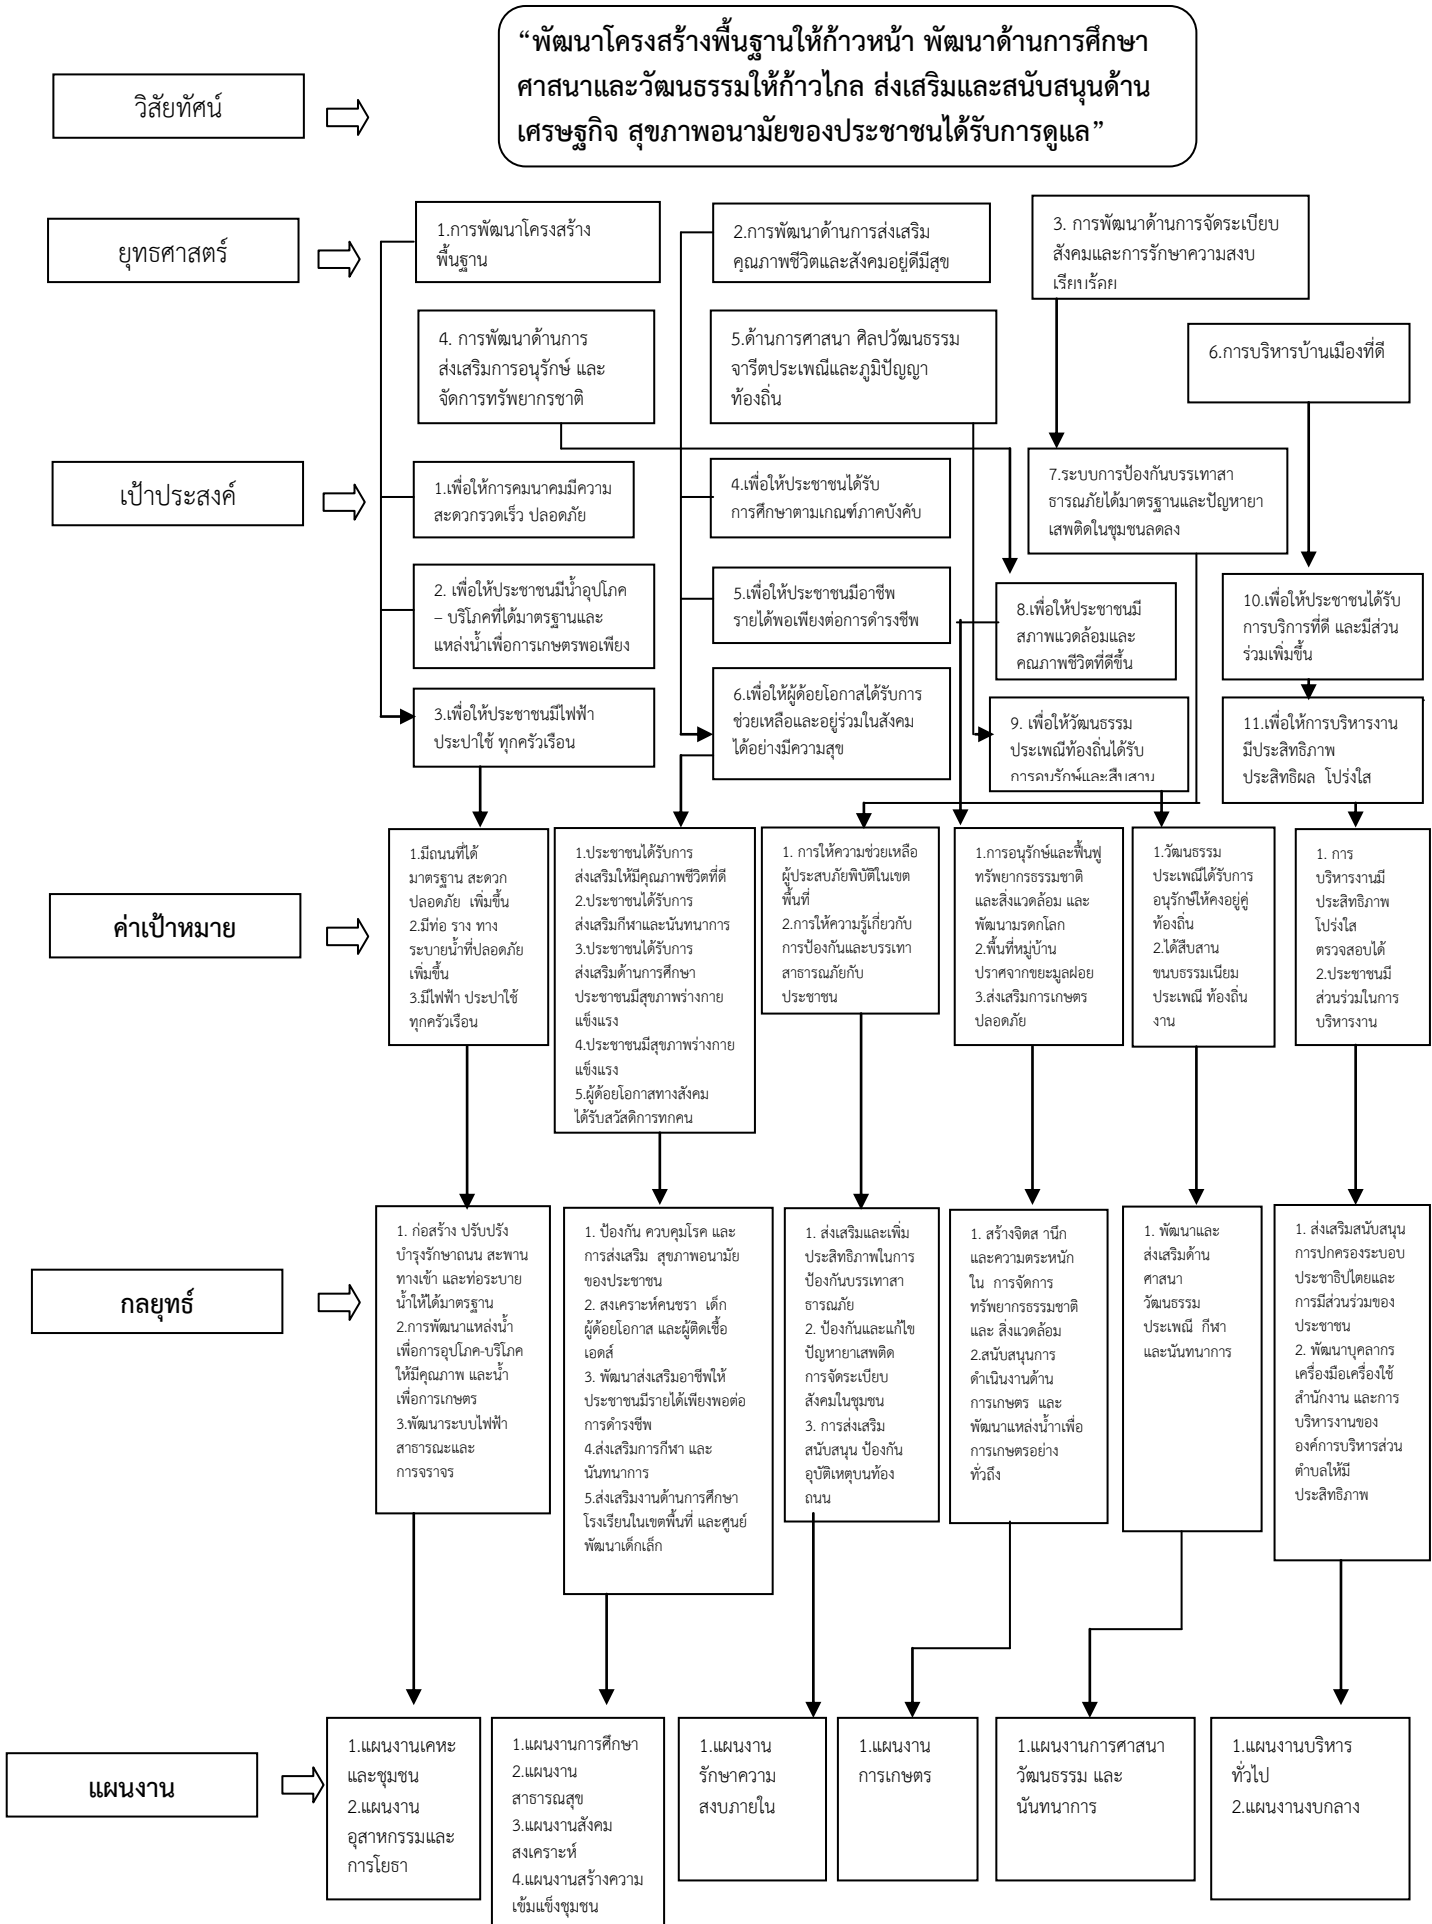 “พัฒนาโครงสร้างพื้นฐานให้ก้าวหน้า พัฒนาด้านการศึกษา
ศาสนาและวัฒนธรรมให้ก้าวไกล ส่งเสริมและสนับสนุนด้าน
เศรษฐกิจ สุขภาพอนามัยของประชาชนได้รับการดูแล”
วิสัยทัศน์
ยุทธศาสตร์
1.การพัฒนาโครงสร้าง
พื้นฐาน
2.การพัฒนาด้านการส่งเสริม
คุณภาพชีวิตและสังคมอยู่ดีมีสุข
3. การพัฒนาด้านการจัดระเบียบ
สังคมและการรักษาความสงบ
เรียบร้อย
4. การพัฒนาด้านการ
ส่งเสริมการอนุรักษ์ และ
จัดการทรัพยากรชาติ
5.ด้านการศาสนา ศิลปวัฒนธรรม
จารีตประเพณีและภูมิปัญญา
ท้องถิ่น
6.การบริหารบ้านเมืองที่ดี
เป้าประสงค์
1.เพื่อให้การคมนาคมมีความ
สะดวกรวดเร็ว ปลอดภัย
4.เพื่อให้ประชาชนได้รับ
การศึกษาตามเกณฑ์ภาคบังคับ
7.ระบบการป้องกันบรรเทาสา
ธารณภัยได้มาตรฐานและปัญหายา
เสพติดในชุมชนลดลง
2. เพื่อให้ประชาชนมีน้ำอุปโภค
– บริโภคที่ได้มาตรฐานและ
แหล่งน้ำเพื่อการเกษตรพอเพียง
5.เพื่อให้ประชาชนมีอาชีพ
รายได้พอเพียงต่อการดำรงชีพ
8.เพื่อให้ประชาชนมี
สภาพแวดล้อมและ
คุณภาพชีวิตที่ดีขึ้น
10.เพื่อให้ประชาชนได้รับ
การบริการที่ดี และมีส่วน
ร่วมเพิ่มขึ้น
3.เพื่อให้ประชาชนมีไฟฟ้า
ประปาใช้ ทุกครัวเรือน
6.เพื่อให้ผู้ด้อยโอกาสได้รับการ
ช่วยเหลือและอยู่ร่วมในสังคม
ได้อย่างมีความสุข
9. เพื่อให้วัฒนธรรม
ประเพณีท้องถิ่นได้รับ
การอนุรักษ์และสืบสาน
11.เพื่อให้การบริหารงาน
มีประสิทธิภาพ
ประสิทธิผล โปร่งใส
ค่าเป้าหมาย
1.มีถนนที่ได้
มาตรฐาน สะดวก
ปลอดภัย เพิ่มขึ้น
2.มีท่อ ราง ทาง
ระบายน้ำที่ปลอดภัย
เพิ่มขึ้น
3.มีไฟฟ้า ประปาใช้
ทุกครัวเรือน
1.ประชาชนได้รับการ
ส่งเสริมให้มีคุณภาพชีวิตที่ดี
2.ประชาชนได้รับการ
ส่งเสริมกีฬาและนันทนาการ
3.ประชาชนได้รับการ
ส่งเสริมด้านการศึกษา
ประชาชนมีสุขภาพร่างกาย
แข็งแรง
4.ประชาชนมีสุขภาพร่างกาย
แข็งแรง
5.ผู้ด้อยโอกาสทางสังคม
ได้รับสวัสดิการทุกคน
1. การให้ความช่วยเหลือ
ผู้ประสบภัยพิบัติในเขต
พื้นที่
2.การให้ความรู้เกี่ยวกับ
การป้องกันและบรรเทา
สาธารณภัยกับ
ประชาชน
1.การอนุรักษ์และฟื้นฟู
ทรัพยากรธรรมชาติ
และสิ่งแวดล้อม และ
พัฒนามรดกโลก
2.พื้นที่หมู่บ้าน
ปราศจากขยะมูลฝอย
3.ส่งเสริมการเกษตร
ปลอดภัย
1.วัฒนธรรม
ประเพณีได้รับการ
อนุรักษ์ให้คงอยู่คู่
ท้องถิ่น
2.ได้สืบสาน
ขนบธรรมเนียม
ประเพณี ท้องถิ่น
งาน
1. การ
บริหารงานมี
ประสิทธิภาพ
โปร่งใส
ตรวจสอบได้
2.ประชาชนมี
ส่วนร่วมในการ
บริหารงาน
กลยุทธ์
1. ก่อสร้าง ปรับปรัง
บำรุงรักษาถนน สะพาน
ทางเข้า และท่อระบาย
น้ำให้ได้มาตรฐาน
2.การพัฒนาแหล่งน้ำ
เพื่อการอุปโภค-บริโภค
ให้มีคุณภาพ และน้ำ
เพื่อการเกษตร
3.พัฒนาระบบไฟฟ้า
สาธารณะและ
การจราจร
1. ป้องกัน ควบคุมโรค และ
การส่งเสริม สุขภาพอนามัย
ของประชาชน
2. สงเคราะห์คนชรา เด็ก
ผู้ด้อยโอกาส และผู้ติดเชื้อ
เอดส์
3. พัฒนาส่งเสริมอาชีพให้
ประชาชนมีรายได้เพียงพอต่อ
การดำรงชีพ
4.ส่งเสริมการกีฬา และ
นันทนาการ
5.ส่งเสริมงานด้านการศึกษา
โรงเรียนในเขตพื้นที่ และศูนย์
พัฒนาเด็กเล็ก
1. ส่งเสริมและเพิ่ม
ประสิทธิภาพในการ
ป้องกันบรรเทาสา
ธารณภัย
2. ป้องกันและแก้ไข
ปัญหายาเสพติด
การจัดระเบียบ
สังคมในชุมชน
3. การส่งเสริม
สนับสนุน ป้องกัน
อุบัติเหตุบนท้อง
ถนน
1. สร้างจิตส านึก
และความตระหนัก
ใน การจัดการ
ทรัพยากรธรรมชาติ
และ สิ่งแวดล้อม
2.สนับสนุนการ
ดำเนินงานด้าน
การเกษตร และ
พัฒนาแหล่งน้ำาเพื่อ
การเกษตรอย่าง
ทั่วถึง
1. พัฒนาและ
ส่งเสริมด้าน
ศาสนา
วัฒนธรรม
ประเพณี กีฬา
และนันทนาการ
1. ส่งเสริมสนับสนุน
การปกครองระบอบ
ประชาธิปไตยและ
การมีส่วนร่วมของ
ประชาชน
2. พัฒนาบุคลากร
เครื่องมือเครื่องใช้
สำนักงาน และการ
บริหารงานของ
องค์การบริหารส่วน
ตำบลให้มี
ประสิทธิภาพ
แผนงาน
1.แผนงานเคหะ
และชุมชน
2.แผนงาน
อุสาหกรรมและ
การโยธา
1.แผนงานการศึกษา
2.แผนงาน
สาธารณสุข
3.แผนงานสังคม
สงเคราะห์
4.แผนงานสร้างความ
เข้มแข็งชุมชน
1.แผนงาน
รักษาความ
สงบภายใน
1.แผนงาน
การเกษตร
1.แผนงานการศาสนา
วัฒนธรรม และ
นันทนาการ
1.แผนงานบริหาร
ทั่วไป
2.แผนงานงบกลาง